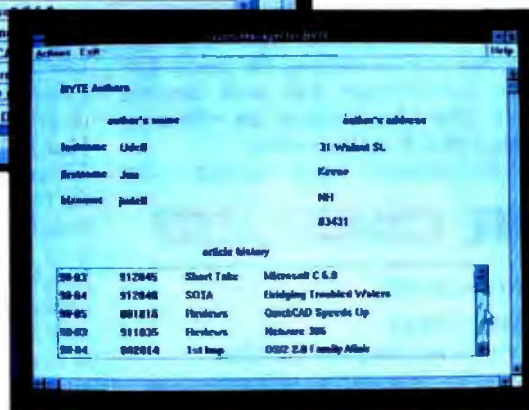 Actions Exit Help
BYTE Authors
author's name author's address
lastname Udell 31 Walnut St.
firstname Jon Keene
bixname judell NH
03431
article history
90-03 912045 Short Take Microsoft C 6.0
90-04 912048 SOTA Bridging Troubled Waters
90-05 Reviews QuickCAD Speeds Up
90-03 911035 Reviews Netware 386
90-04 002014 1st Imp OS/2 2.0 Family Affair